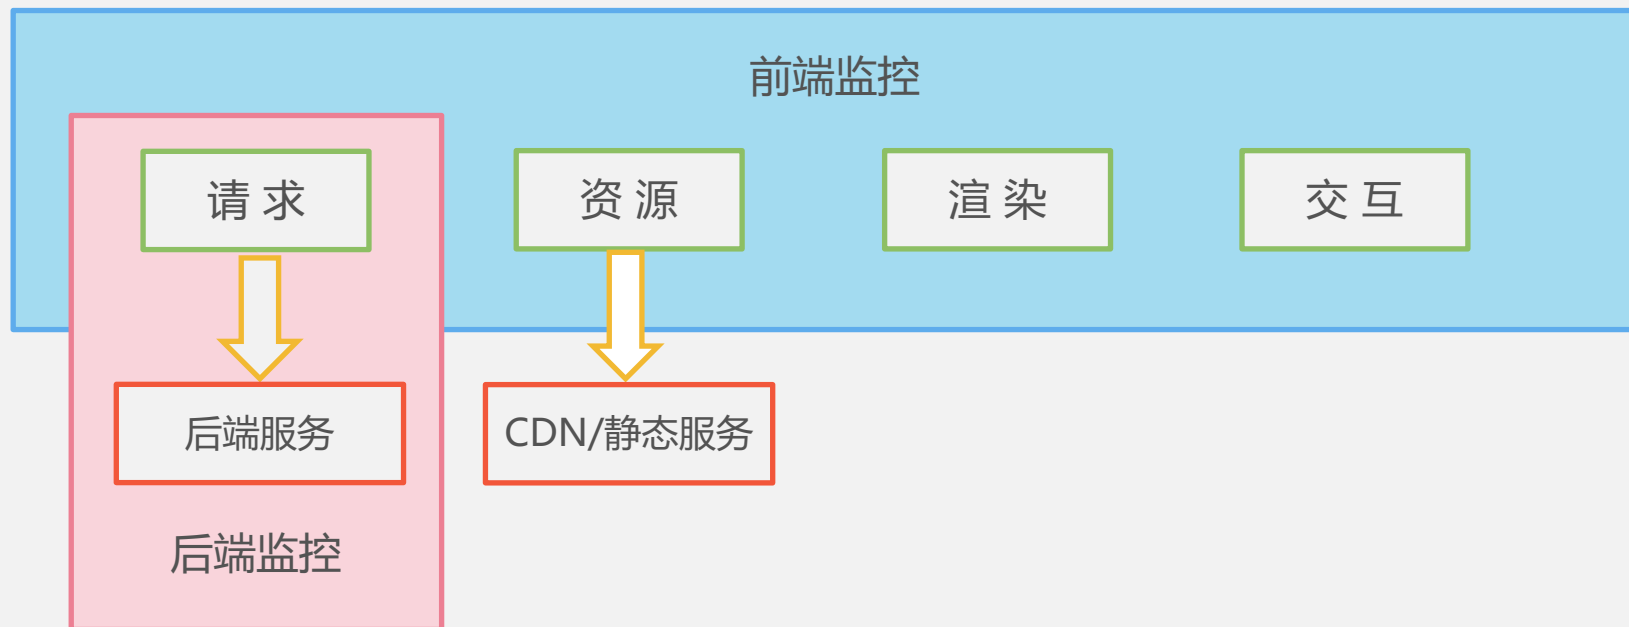 前端监控
请求
资源
渲染
交互
后端服务
CDN/静态服务
后端监控